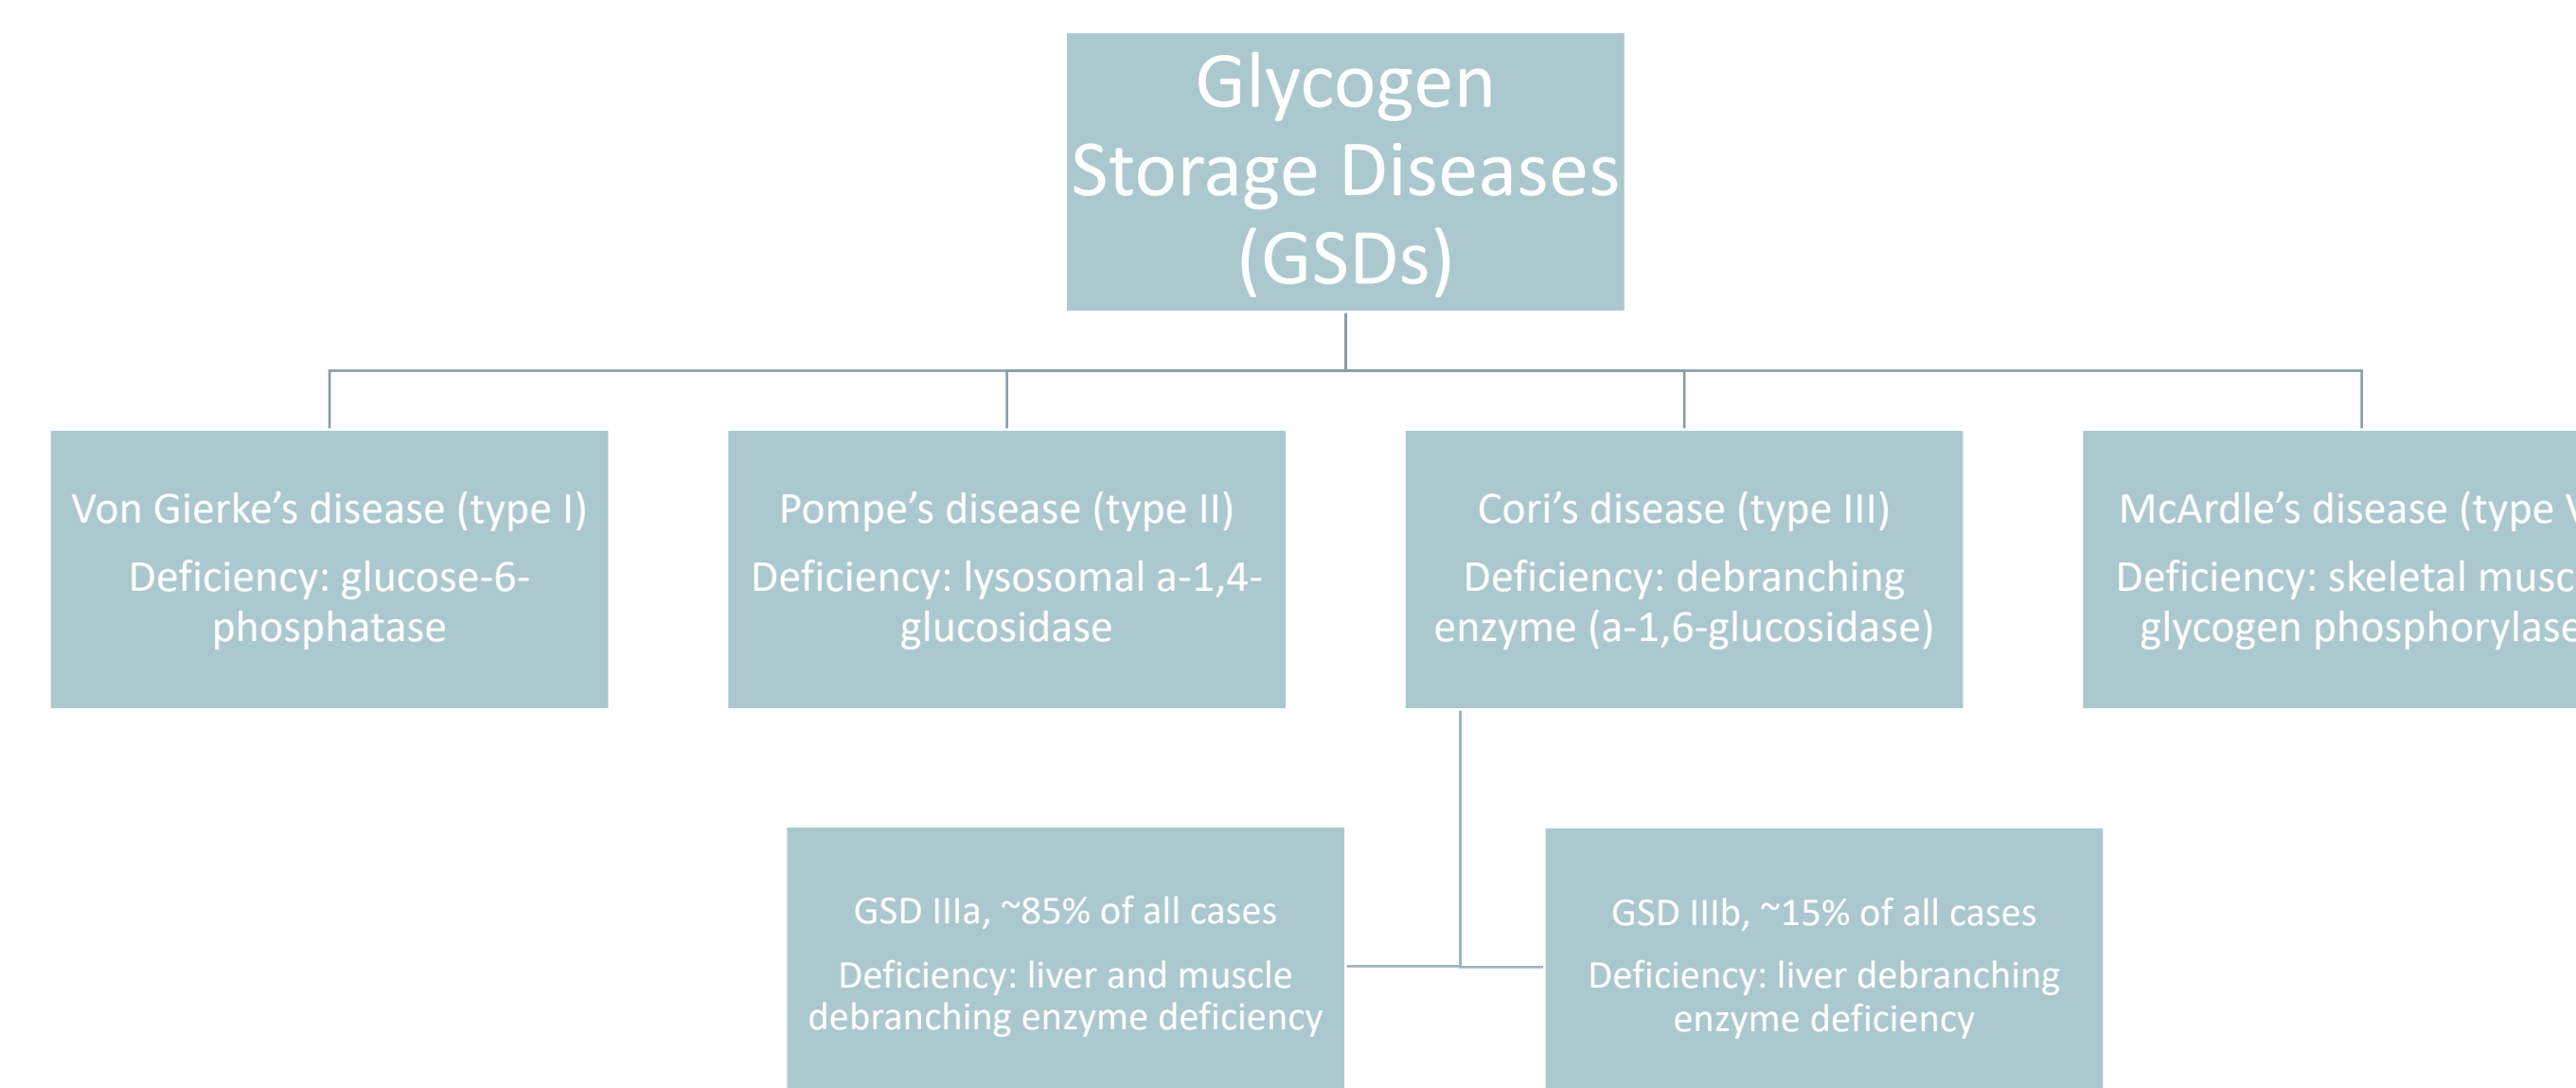 Glycogen
Storage Diseases
(GSDs)
Von Gierke’s disease (type I)
Deficiency: glucose-6-
phosphatase
Pompe’s disease (type II)
Deficiency: lysosomal a-1,4-
glucosidase
Cori’s disease (type III)
Deficiency: debranching
enzyme (a-1,6-glucosidase)
McArdle’s disease (type
Deficiency: skeletal
glycogen phosphorylase
GSD IIIa, ~85% of all cases
Deficiency: liver and muscle
debranching enzyme deficiency
GSD IIIb, ~15% of all cases
Deficiency: liver debranching
enzyme deficiency